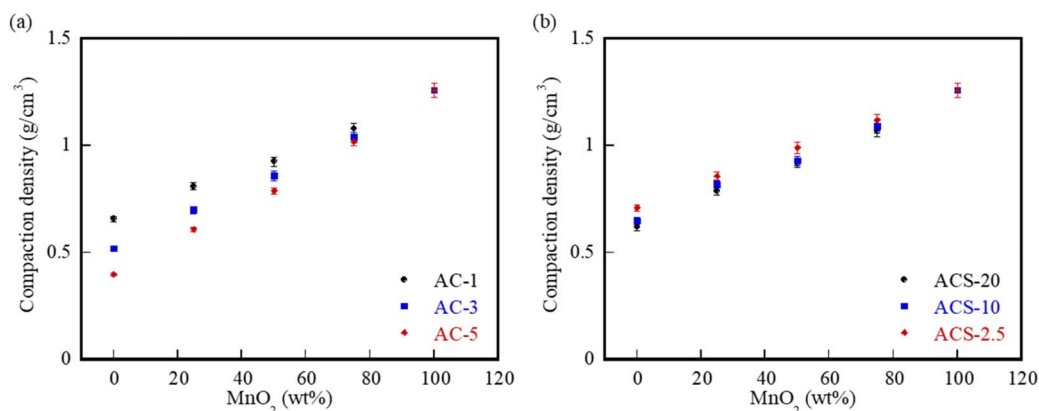 (a)
1.5
1
0.5
0
Compaction density (g/cm³)
AC-1
AC-3
AC-5
0 20 40 60 80 100 120
MnO₂ (wt%)
(b)
1.5
1
0.5
0
Compaction density (g/cm³)
ACS-20
ACS-10
ACS-2.5
0 20 40 60 80 100 120
MnO₂ (wt%)